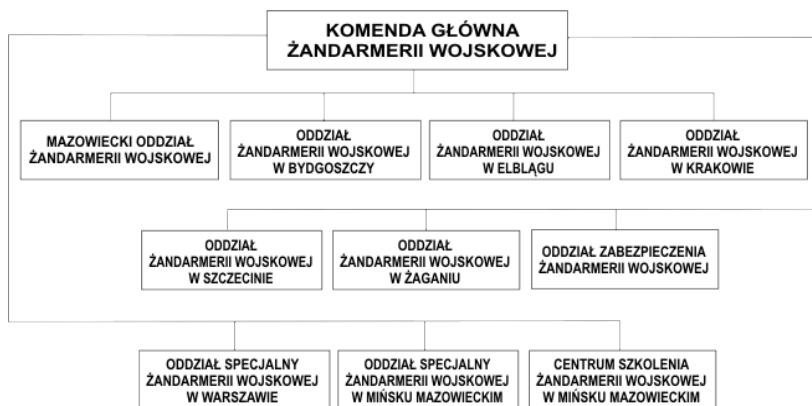 KOMENDA GŁÓWNA
ŻANDARMERII WOJSKOWEJ
MAZOWIECKI ODDZIAŁ
ŻANDARMERII WOJSKOWEJ
ODDZIAŁ
ŻANDARMERII WOJSKOWEJ
W BYDGOSZCZY
ODDZIAŁ
ŻANDARMERII WOJSKOWEJ
W ELBLĄGU
ODDZIAŁ
ŻANDARMERII WOJSKOWEJ
W KRAKOWIE
ODDZIAŁ
ŻANDARMERII WOJSKOWEJ
W SZCZECINIE
ODDZIAŁ
ŻANDARMERII WOJSKOWEJ
W ŻAGANIU
ODDZIAŁ ZABEZPIECZENIA
ŻANDARMERII WOJSKOWEJ
ODDZIAŁ SPECJALNY
ŻANDARMERII WOJSKOWEJ
W WARSZAWIE
ODDZIAŁ SPECJALNY
ŻANDARMERII WOJSKOWEJ
W MIŃSKU MAZOWIECKIM
CENTRUM SZKOLENIA
ŻANDARMERII WOJSKOWEJ
W MIŃSKU MAZOWIECKIM